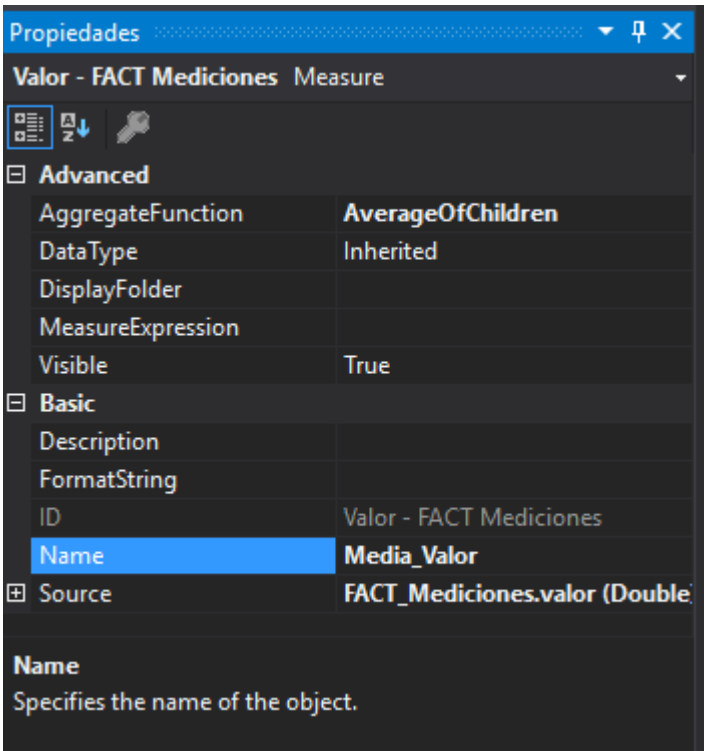 Propiedades
Valor - FACT Mediciones Measure
Advanced
AggregateFunction AverageOfChildren
DataType Inherited
DisplayFolder
MeasureExpression
Visible True
Basic
Description
FormatString
ID Valor - FACT Mediciones
Name Media_Valor
Source FACT_Mediciones.valor (Double)
Name
Specifies the name of the object.